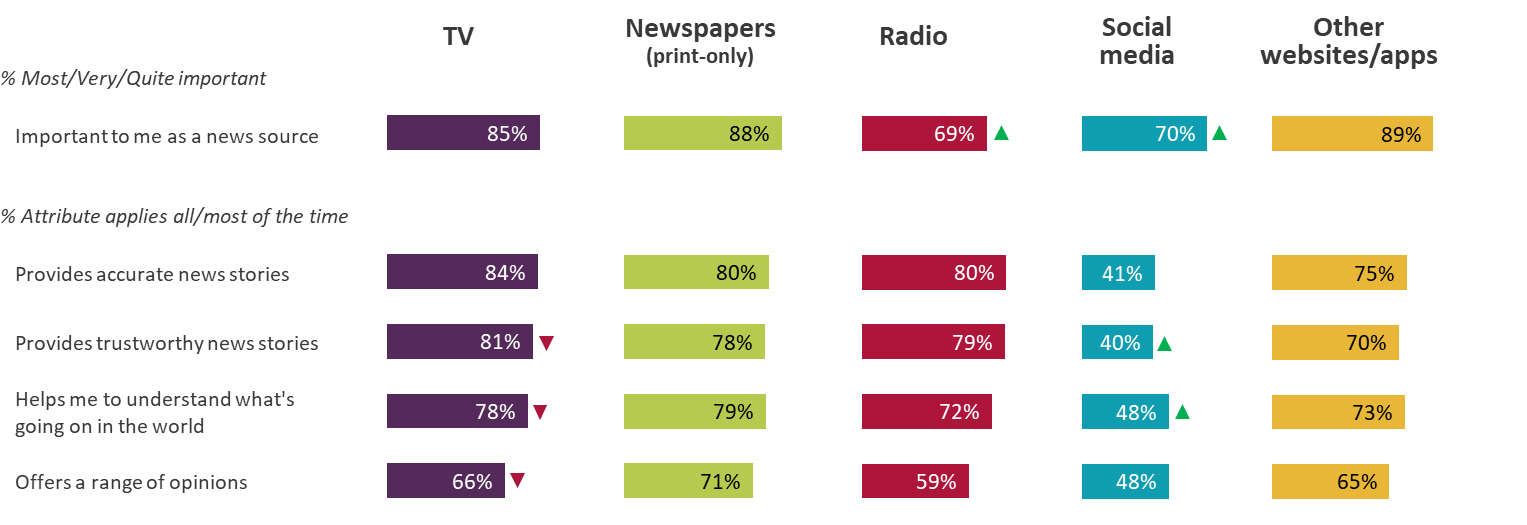 TV
Newspapers
(print-only)
Radio
Social
media
Other
websites/apps
% Most/Very/Quite important
Important to me as a news source
85%
88%
69%
70%
89%
% Attribute applies all/most of the time
Provides accurate news stories
84%
80%
80%
41%
75%
Provides trustworthy news stories
81%
78%
79%
40%
70%
Helps me to understand what's
going on in the world
78%
79%
72%
48%
73%
Offers a range of opinions
66%
71%
59%
48%
65%